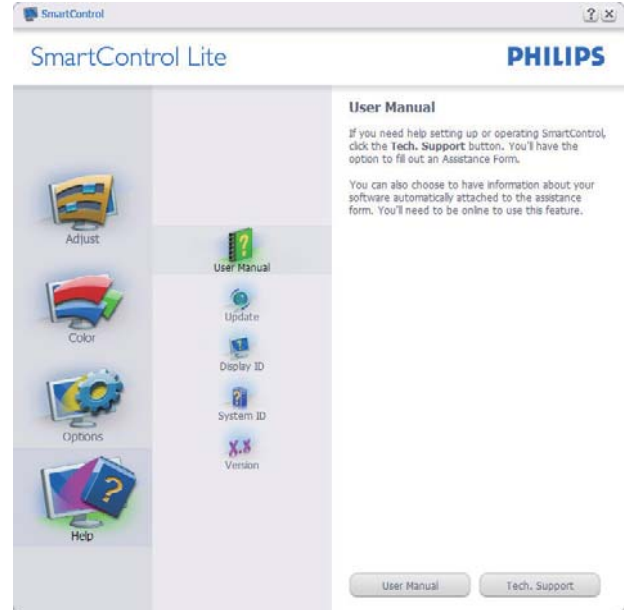 SmartControl
? ×
SmartControl Lite
PHILIPS
Adjust
Color
Options
?
Help
?
User Manual
Update
Display ID
?
System ID
X.X
Version
User Manual
If you need help setting up or operating SmartControl,
click the Tech. Support button. You'll have the
option to fill out an Assistance Form.
You can also choose to have information about your
software automatically attached to the assistance
form. You'll need to be online to use this feature.
User Manual
Tech. Support